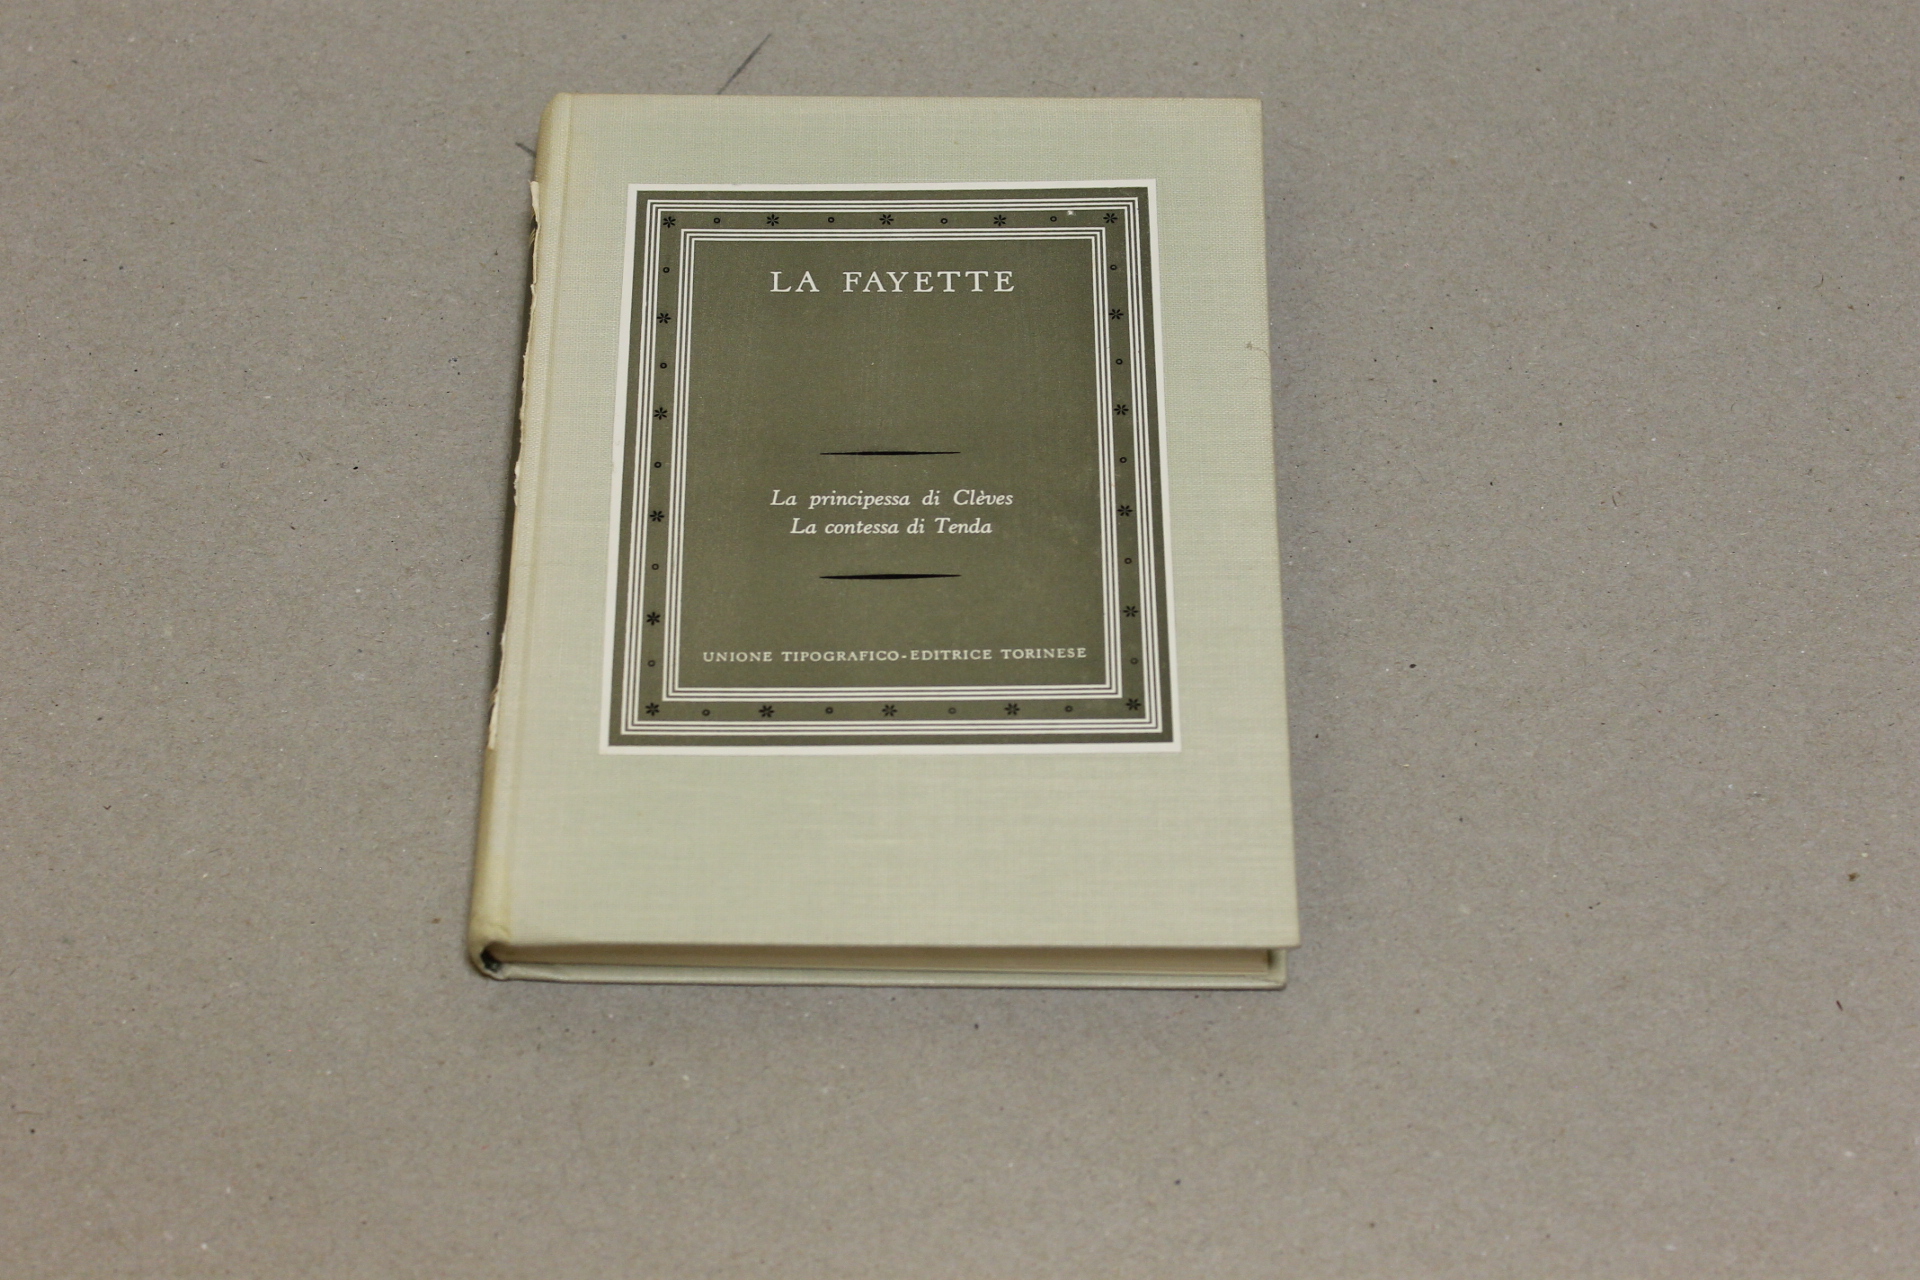 LA FAYETTE
La principessa di Clèves
La contessa di Tenda
UNIONE TIPOGRAFICO-EDITRICE TORINESE